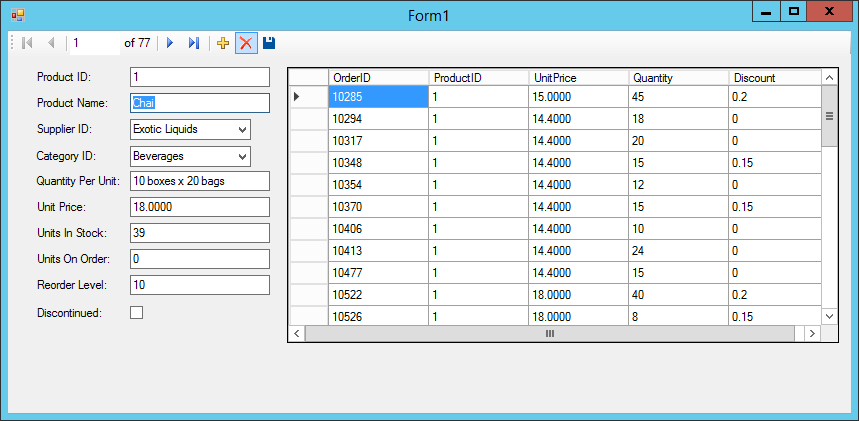 Form1
1 of 77
Product ID: 1
Product Name: Chai
Supplier ID: Exotic Liquids
Category ID: Beverages
Quantity Per Unit: 10 boxes x 20 bags
Unit Price: 18.0000
Units In Stock: 39
Units On Order: 0
Reorder Level: 10
Discontinued:
OrderID ProductID UnitPrice Quantity Discount
10285 1 15.0000 45 0.2
10294 1 14.4000 18 0
10317 1 14.4000 20 0
10348 1 14.4000 15 0.15
10354 1 14.4000 12 0
10370 1 14.4000 15 0.15
10406 1 14.4000 10 0
10413 1 14.4000 24 0
10477 1 14.4000 15 0
10522 1 18.0000 40 0.2
10526 1 18.0000 8 0.15